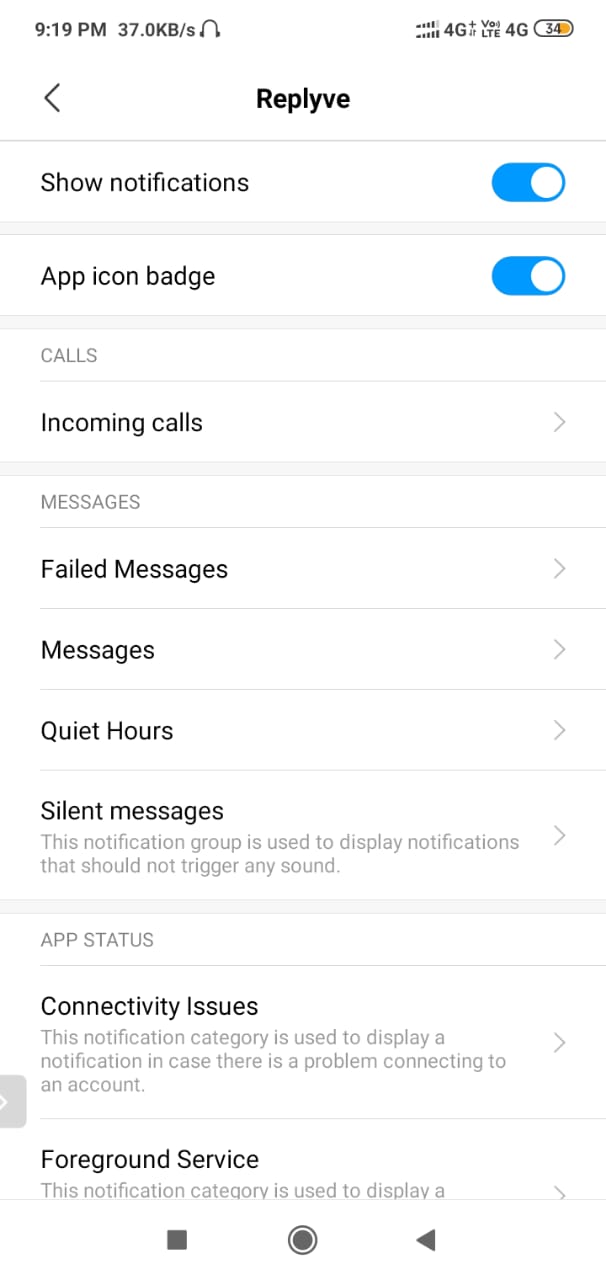 9:19 PM 37.0KB/s 4G+ Vo) LTE 4G 34
Replyve
Show notifications
App icon badge
CALLS
Incoming calls
MESSAGES
Failed Messages
Messages
Quiet Hours
Silent messages
This notification group is used to display notifications
that should not trigger any sound.
APP STATUS
Connectivity Issues
This notification category is used to display a
notification in case there is a problem connecting to
an account.
Foreground Service
This notification category is used to display a